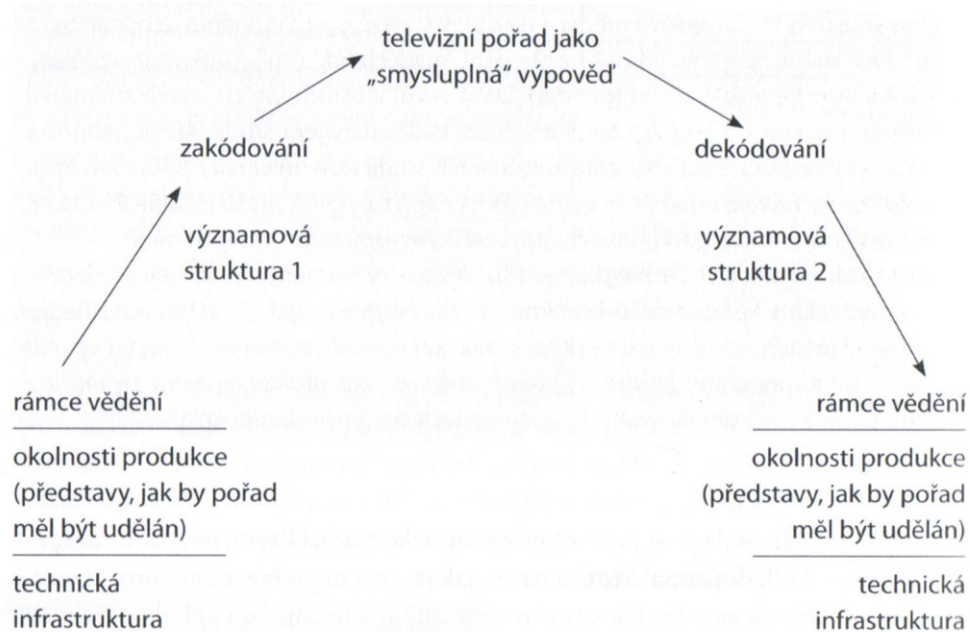 televizní pořad jako
„smysluplná“ výpověď
zakódování
dekódování
významová
struktura 1
významová
struktura 2
rámce vědění
okolnosti produkce
(představy, jak by pořad
měl být udělán)
technická
infrastruktura
rámce vědění
okolnosti produkce
(představy, jak by pořad
měl být udělán)
technická
infrastruktura